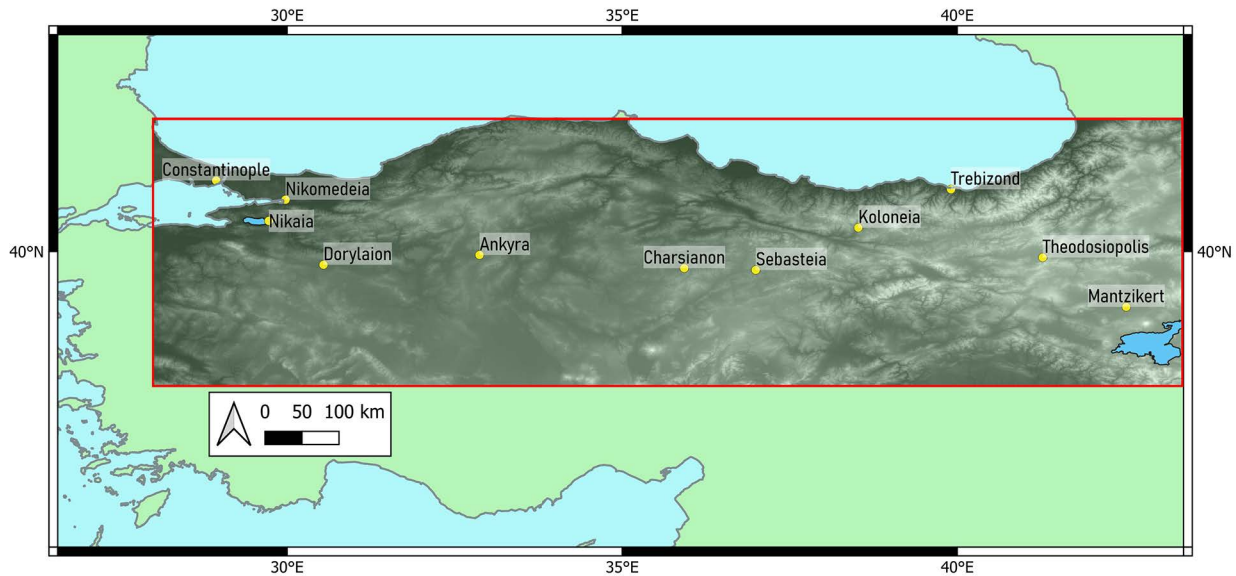 30°E 35°E 40°E
Constantinople
Nikomedeia
Trebizond
Nikaia
Koloneia
40°N
Dorylaion
Ankyra
Charsianon
Sebasteia
Theodosiopolis
40°N
Mantzikert
0 50 100 km
30°E 35°E 40°E